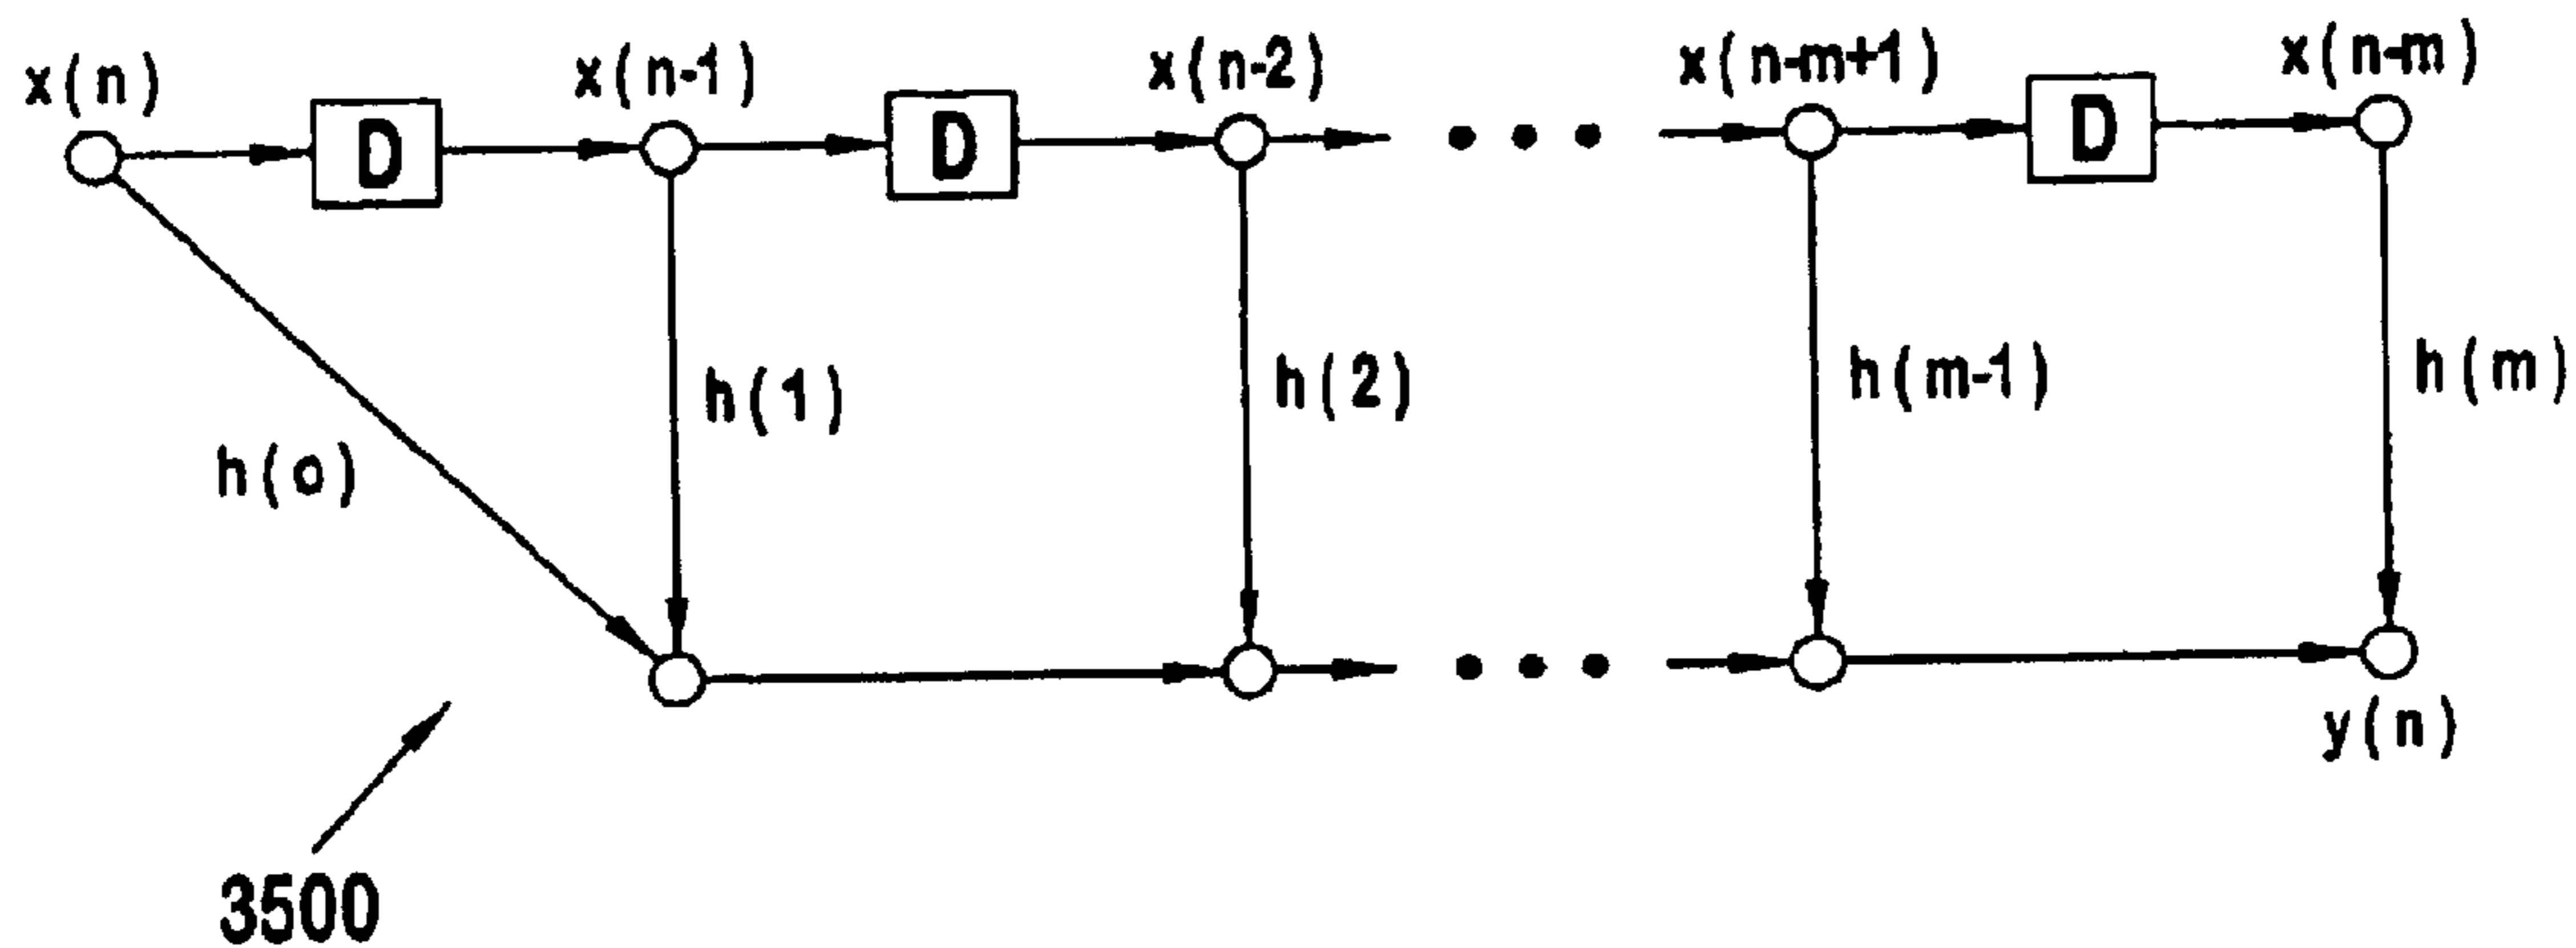 x(n) x(n-1) x(n-2) x(n-m+1) x(n-m)
D D D
h(o) h(1) h(2) h(m-1) h(m)
y(n)
3500